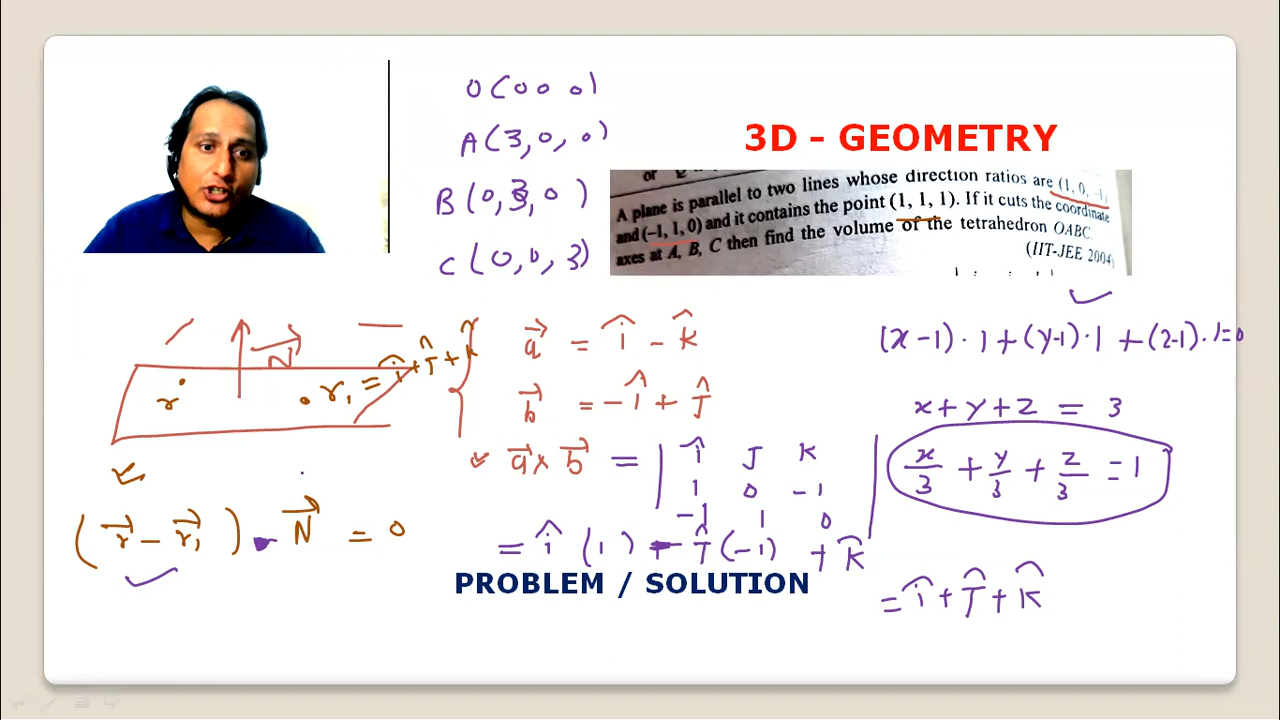 O(0 0 0)
A(3, 0, 0)
B(0, 3, 0)
C(0, 0, 3)
3D – GEOMETRY
or
A plane is parallel to two lines whose direction ratios are (1, 0, –1)
and (–1, 1, 0) and it contains the point (1, 1, 1). If it cuts the coordinate
axes at A, B, C then find the volume of the tetrahedron OABC.
(IIT-JEE 2004)
N⃗
r
r₁ = î + ĵ + k̂
a⃗ = î – k̂
b⃗ = –î + ĵ
a⃗ × b⃗ = | î J K
1 0 –1
–1 1 0 |
= î (1) – ĵ (–1) + k̂
= î + ĵ + k̂
(r⃗ – r⃗₁) · N⃗ = 0
(x–1)·1 + (y–1)·1 + (z–1)·1 = 0
x + y + z = 3
x/3 + y/3 + z/3 = 1
PROBLEM / SOLUTION